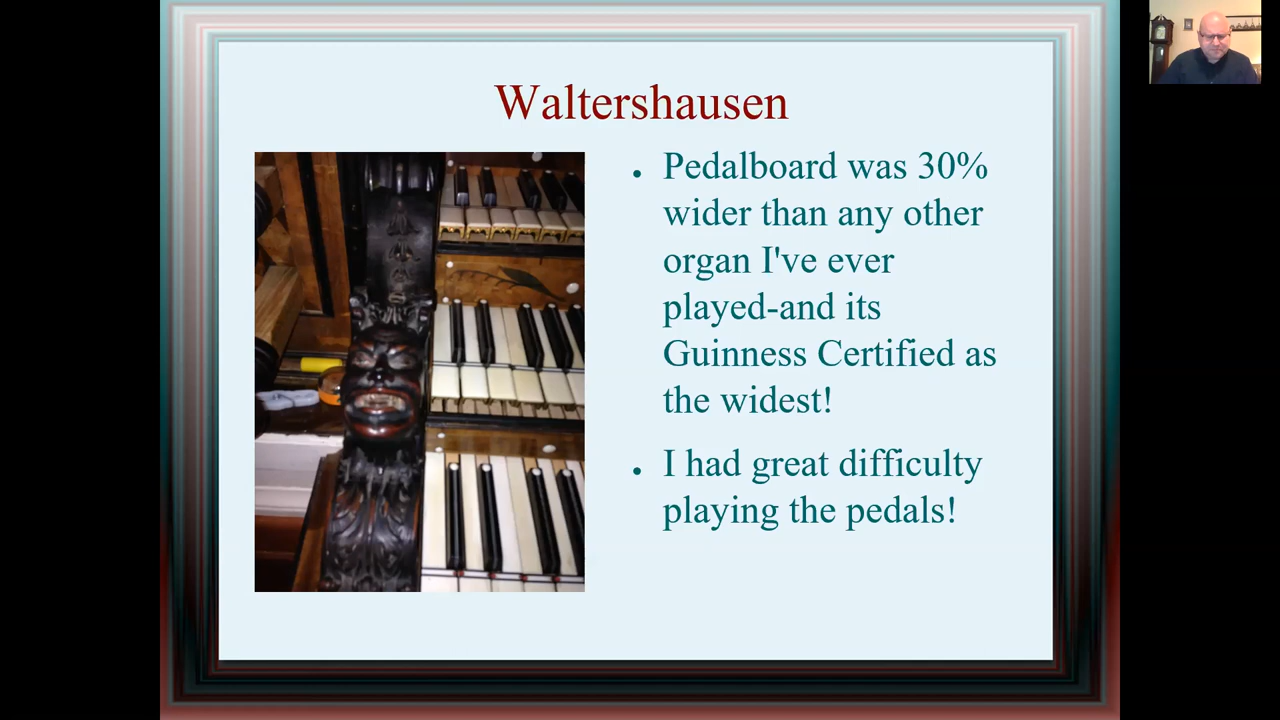 Waltershausen
• Pedalboard was 30%
wider than any other
organ I've ever
played-and its
Guinness Certified as
the widest!
• I had great difficulty
playing the pedals!